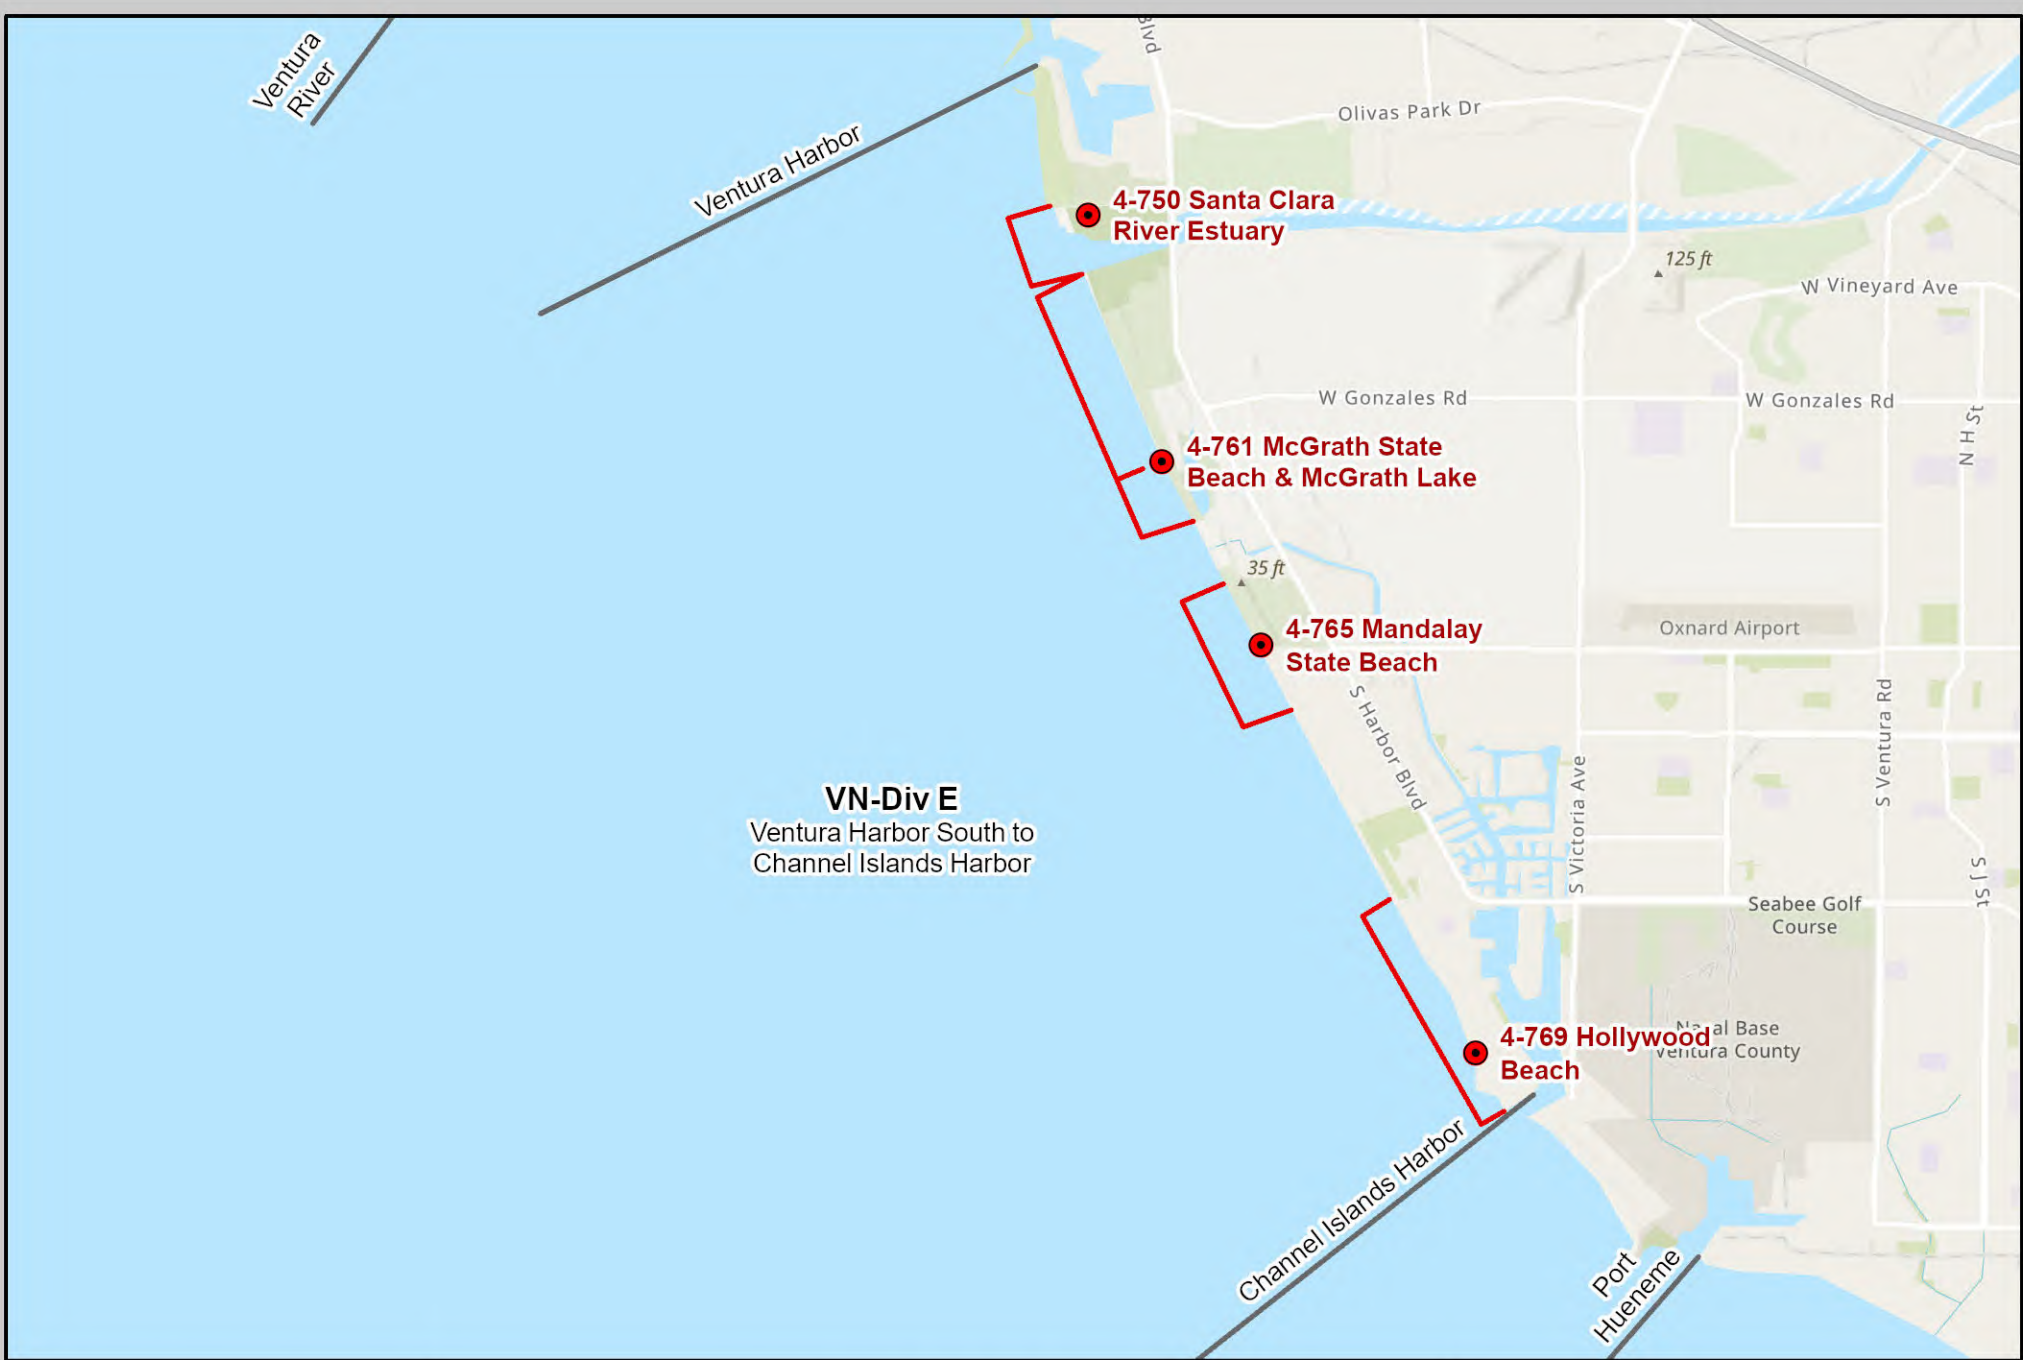 Ventura
River
Blvd
Ventura Harbor
Olivas Park Dr
4-750 Santa Clara
River Estuary
125 ft
W Vineyard Ave
W Gonzales Rd
W Gonzales Rd
N H St
4-761 McGrath State
Beach & McGrath Lake
35 ft
4-765 Mandalay
State Beach
Oxnard Airport
S Harbor Blvd
S Victoria Ave
S Ventura Rd
S J St
VN-Div E
Ventura Harbor South to
Channel Islands Harbor
Seabee Golf
Course
4-769 Hollywood
Beach
Naval Base
Ventura County
Channel Islands Harbor
Port
Hueneme